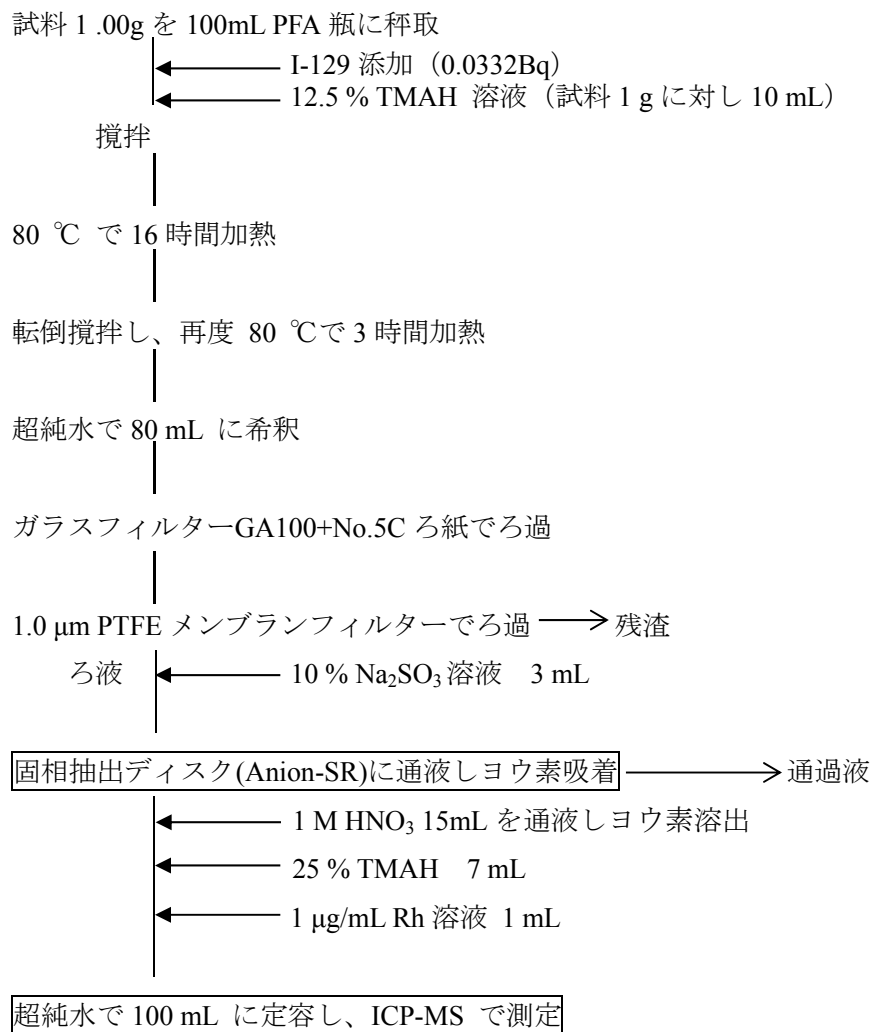 試料 1 .00g を 100mL PFA 瓶に秤取
I-129 添加（0.0332Bq）
12.5 % TMAH 溶液（試料 1 g に対し 10 mL）
撹拌
80 ℃ で 16 時間加熱
転倒撹拌し、再度 80 ℃で 3 時間加熱
超純水で 80 mL に希釈
ガラスフィルターGA100+No.5C ろ紙でろ過
1.0 μm PTFE メンブランフィルターでろ過 → 残渣
ろ液 10 % Na₂SO₃ 溶液 3 mL
固相抽出ディスク(Anion-SR)に通液しヨウ素吸着 → 通過液
1 M HNO₃ 15mL を通液しヨウ素溶出
25 % TMAH 7 mL
1 μg/mL Rh 溶液 1 mL
超純水で 100 mL に定容し、ICP-MS で測定